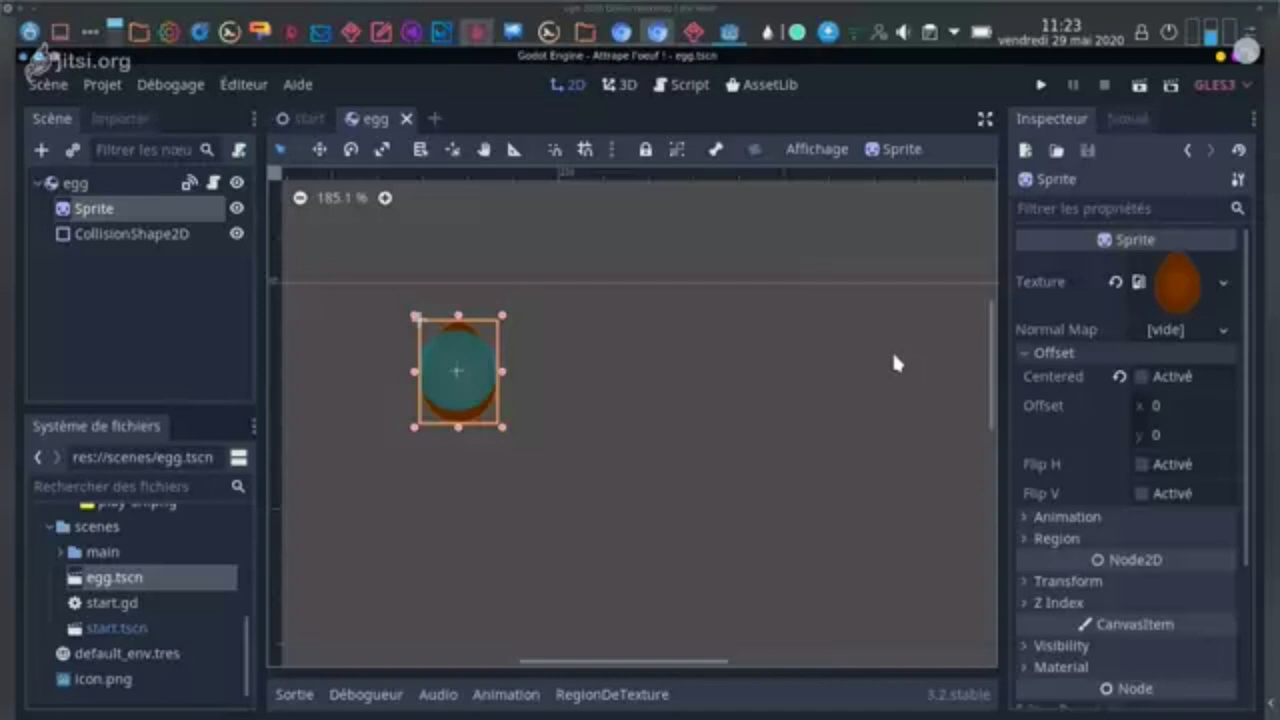 11:23
vendredi 29 mai 2020
jitsi.org
Godot Engine - Attrape l'oeuf ! - egg.tscn
Scène Projet Débogage Éditeur Aide
2D 3D Script AssetLib
GLES3
Scène Importer
start egg
Inspecteur Nœud
Filtrer les nœu
Affichage Sprite
Sprite
egg
Sprite
CollisionShape2D
185.1 %
Filtrer les propriétés
Sprite
Texture
Normal Map [vide]
Offset
Centered Activé
Offset x 0
y 0
Flip H Activé
Flip V Activé
Animation
Region
Node2D
Transform
Z Index
CanvasItem
Visibility
Material
Node
Système de fichiers
res://scenes/egg.tscn
Rechercher des fichiers
scenes
main
egg.tscn
start.gd
start.tscn
default_env.tres
icon.png
Sortie Débogueur Audio Animation RegionDeTexture
3.2.stable